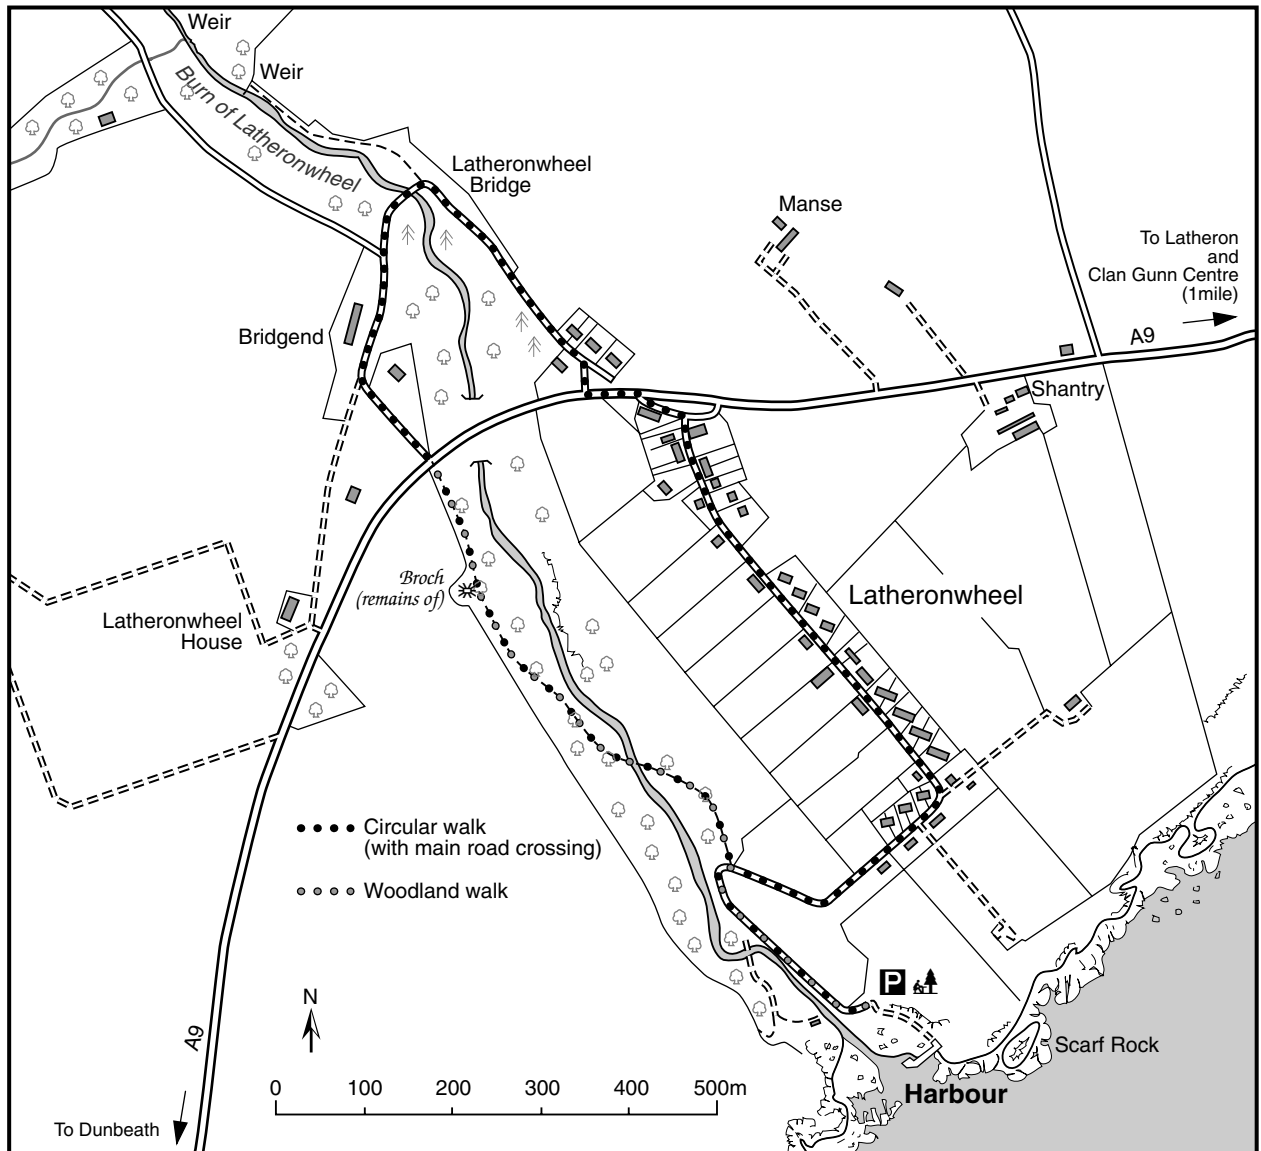 Weir
Weir
Burn of Latheronwheel
Latheronwheel
Bridge
Manse
To Latheron
and
Clan Gunn Centre
(1mile)
A9
Bridgend
Shantry
Broch
(remains of)
Latheronwheel
Latheronwheel
House
Circular walk
(with main road crossing)
Woodland walk
P
N
A9
Scarf Rock
0 100 200 300 400 500m
Harbour
To Dunbeath